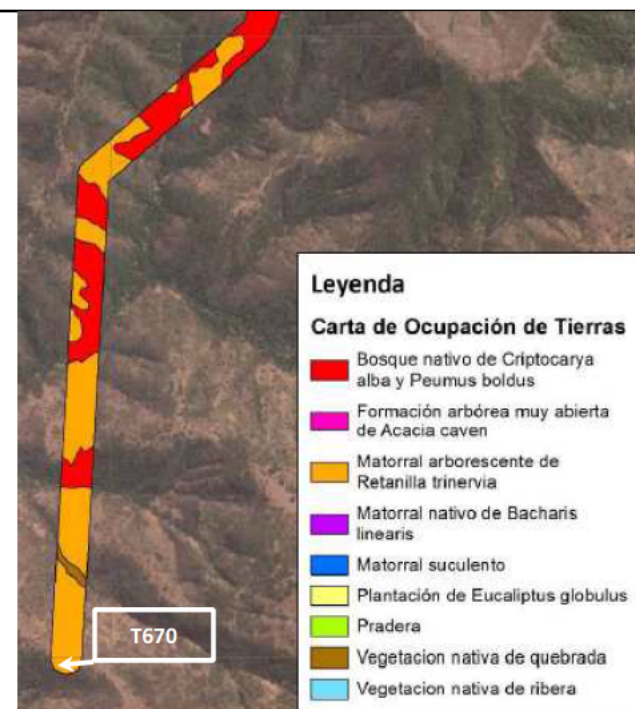 Leyenda
Carta de Ocupación de Tierras
Bosque nativo de Criptocarya
alba y Peumus boldus
Formación arbórea muy abierta
de Acacia caven
Matorral arborescente de
Retanilla trinervia
Matorral nativo de Bacharis
linearis
Matorral suculento
Plantación de Eucaliptus globulus
Pradera
Vegetacion nativa de quebrada
Vegetacion nativa de ribera
T670